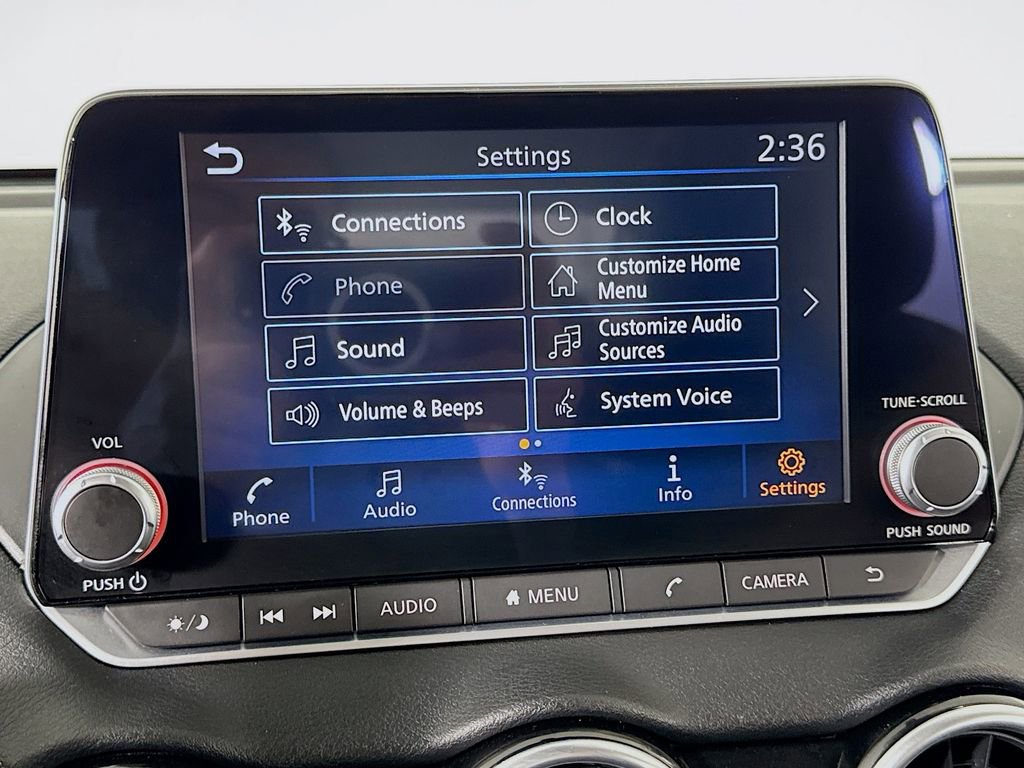 Settings
2:36
Connections
Clock
Phone
Customize Home
Menu
Sound
Customize Audio
Sources
Volume & Beeps
System Voice
Phone
Audio
Connections
Info
Settings
VOL
PUSH
TUNE·SCROLL
PUSH SOUND
AUDIO
MENU
CAMERA